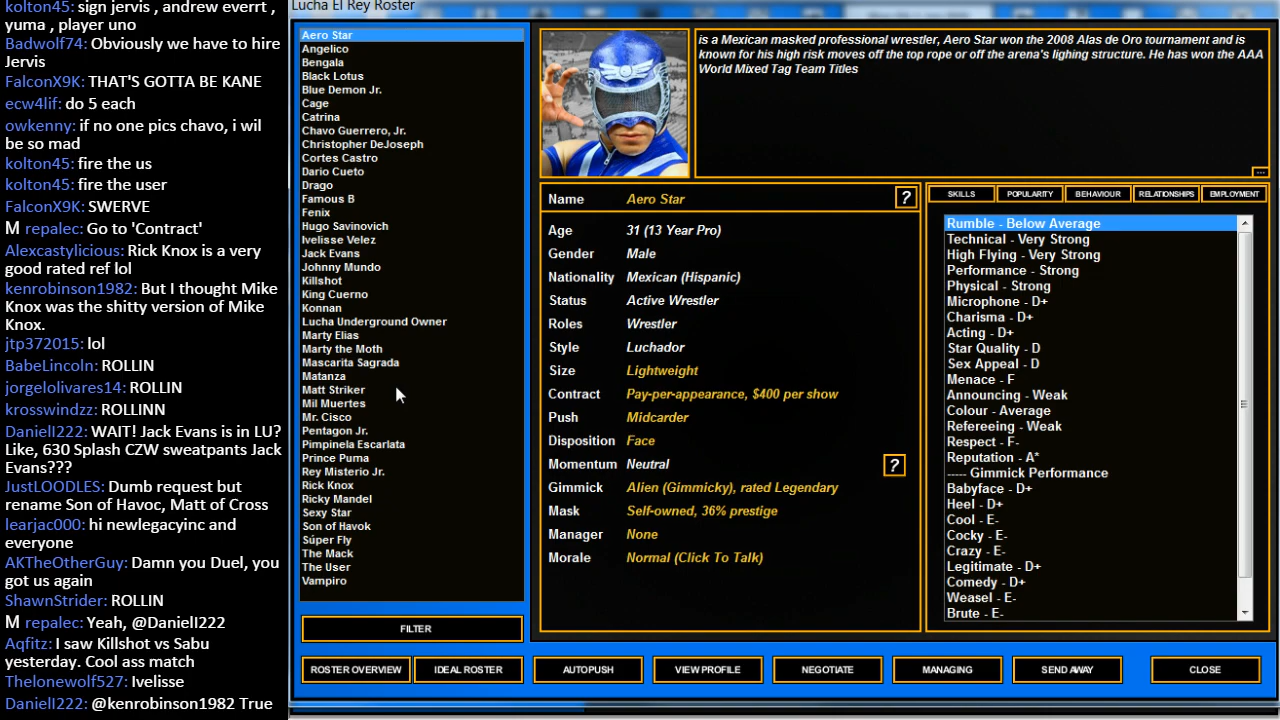 kolton45: sign jervis , andrew everrt ,
yuma , player uno
Badwolf74: Obviously we have to hire
Jervis
FalconX9K: THAT'S GOTTA BE KANE
ecw4lif: do 5 each
owkenny: if no one pics chavo, i wil
be so mad
kolton45: fire the us
kolton45: fire the user
FalconX9K: SWERVE
M repalec: Go to 'Contract'
Alexcastylicious: Rick Knox is a very
good rated ref lol
kenrobinson1982: But I thought Mike
Knox was the shitty version of Mike
Knox.
jtp372015: lol
BabeLincoln: ROLLIN
jorgelolivares14: ROLLIN
krosswindzz: ROLLINN
DanielI222: WAIT! Jack Evans is in LU?
Like, 630 Splash CZW sweatpants Jack
Evans???
JustLOODLES: Dumb request but
rename Son of Havoc, Matt of Cross
learjac000: hi newlegacyinc and
everyone
AKTheOtherGuy: Damn you Duel, you
got us again
ShawnStrider: ROLLIN
M repalec: Yeah, @DanielI222
Aqfitz: I saw Killshot vs Sabu
yesterday. Cool ass match
Thelonewolf527: Ivelisse
DanielI222: @kenrobinson1982 True
Lucha El Rey Roster
Aero Star
Angelico
Bengala
Black Lotus
Blue Demon Jr.
Cage
Catrina
Chavo Guerrero, Jr.
Christopher DeJoseph
Cortes Castro
Dario Cueto
Drago
Famous B
Fenix
Hugo Savinovich
Ivelisse Velez
Jack Evans
Johnny Mundo
Killshot
King Cuerno
Konnan
Lucha Underground Owner
Marty Elias
Marty the Moth
Mascarita Sagrada
Matanza
Matt Striker
Mil Muertes
Mr. Cisco
Pentagon Jr.
Pimpinela Escarlata
Prince Puma
Rey Misterio Jr.
Rick Knox
Ricky Mandel
Sexy Star
Son of Havok
Súper Fly
The Mack
The User
Vampiro
FILTER
ROSTER OVERVIEW
IDEAL ROSTER
is a Mexican masked professional wrestler, Aero Star won the 2008 Alas de Oro tournament and is
known for his high risk moves off the top rope or off the arena's lighing structure. He has won the AAA
World Mixed Tag Team Titles
...
Name Aero Star ?
Age 31 (13 Year Pro)
Gender Male
Nationality Mexican (Hispanic)
Status Active Wrestler
Roles Wrestler
Style Luchador
Size Lightweight
Contract Pay-per-appearance, $400 per show
Push Midcarder
Disposition Face
Momentum Neutral ?
Gimmick Alien (Gimmicky), rated Legendary
Mask Self-owned, 36% prestige
Manager None
Morale Normal (Click To Talk)
SKILLS POPULARITY BEHAVIOUR RELATIONSHIPS EMPLOYMENT
Rumble - Below Average
Technical - Very Strong
High Flying - Very Strong
Performance - Strong
Physical - Strong
Microphone - D+
Charisma - D+
Acting - D+
Star Quality - D
Sex Appeal - D
Menace - F
Announcing - Weak
Colour - Average
Refereeing - Weak
Respect - F-
Reputation - A*
----- Gimmick Performance
Babyface - D+
Heel - D+
Cool - E-
Cocky - E-
Crazy - E-
Legitimate - D+
Comedy - D+
Weasel - E-
Brute - E-
AUTOPUSH
VIEW PROFILE
NEGOTIATE
MANAGING
SEND AWAY
CLOSE